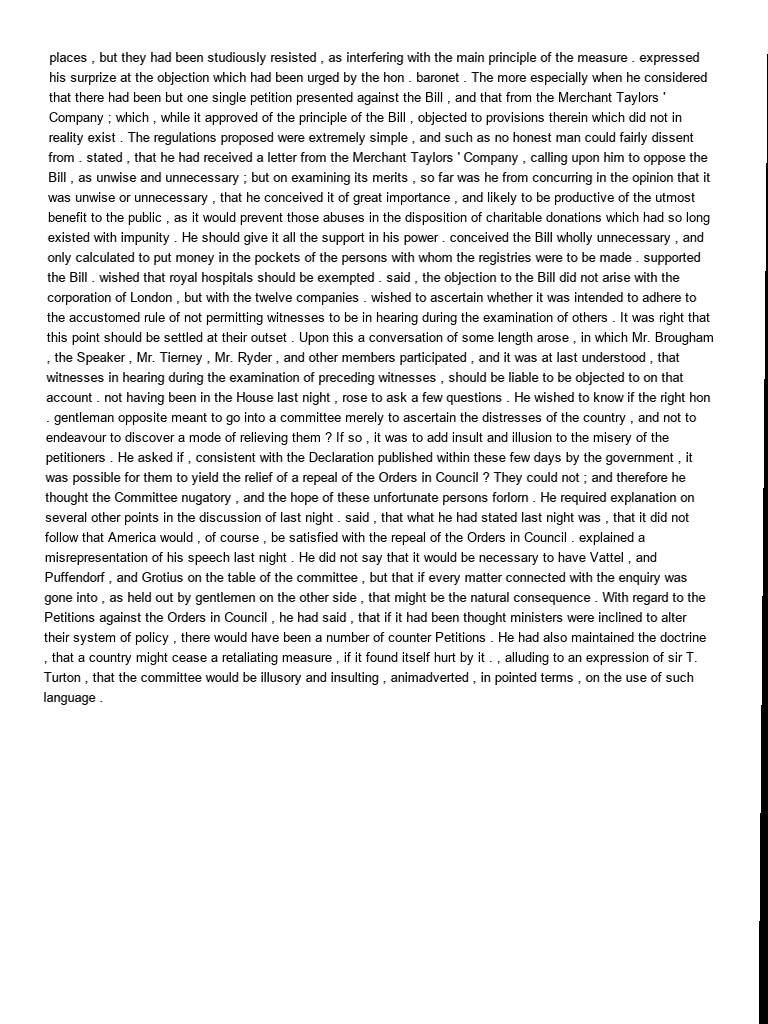 places , but they had been studiously resisted , as interfering with the main principle of the measure . expressed
his surprize at the objection which had been urged by the hon . baronet . The more especially when he considered
that there had been but one single petition presented against the Bill , and that from the Merchant Taylors '
Company ; which , while it approved of the principle of the Bill , objected to provisions therein which did not in
reality exist . The regulations proposed were extremely simple , and such as no honest man could fairly dissent
from . stated , that he had received a letter from the Merchant Taylors ' Company , calling upon him to oppose the
Bill , as unwise and unnecessary ; but on examining its merits , so far was he from concurring in the opinion that it
was unwise or unnecessary , that he conceived it of great importance , and likely to be productive of the utmost
benefit to the public , as it would prevent those abuses in the disposition of charitable donations which had so long
existed with impunity . He should give it all the support in his power . conceived the Bill wholly unnecessary , and
only calculated to put money in the pockets of the persons with whom the registries were to be made . supported
the Bill . wished that royal hospitals should be exempted . said , the objection to the Bill did not arise with the
corporation of London , but with the twelve companies . wished to ascertain whether it was intended to adhere to
the accustomed rule of not permitting witnesses to be in hearing during the examination of others . It was right that
this point should be settled at their outset . Upon this a conversation of some length arose , in which Mr. Brougham
, the Speaker , Mr. Tierney , Mr. Ryder , and other members participated , and it was at last understood , that
witnesses in hearing during the examination of preceding witnesses , should be liable to be objected to on that
account . not having been in the House last night , rose to ask a few questions . He wished to know if the right hon
. gentleman opposite meant to go into a committee merely to ascertain the distresses of the country , and not to
endeavour to discover a mode of relieving them ? If so , it was to add insult and illusion to the misery of the
petitioners . He asked if , consistent with the Declaration published within these few days by the government , it
was possible for them to yield the relief of a repeal of the Orders in Council ? They could not ; and therefore he
thought the Committee nugatory , and the hope of these unfortunate persons forlorn . He required explanation on
several other points in the discussion of last night . said , that what he had stated last night was , that it did not
follow that America would , of course , be satisfied with the repeal of the Orders in Council . explained a
misrepresentation of his speech last night . He did not say that it would be necessary to have Vattel , and
Puffendorf , and Grotius on the table of the committee , but that if every matter connected with the enquiry was
gone into , as held out by gentlemen on the other side , that might be the natural consequence . With regard to the
Petitions against the Orders in Council , he had said , that if it had been thought ministers were inclined to alter
their system of policy , there would have been a number of counter Petitions . He had also maintained the doctrine
, that a country might cease a retaliating measure , if it found itself hurt by it . , alluding to an expression of sir T.
Turton , that the committee would be illusory and insulting , animadverted , in pointed terms , on the use of such
language .